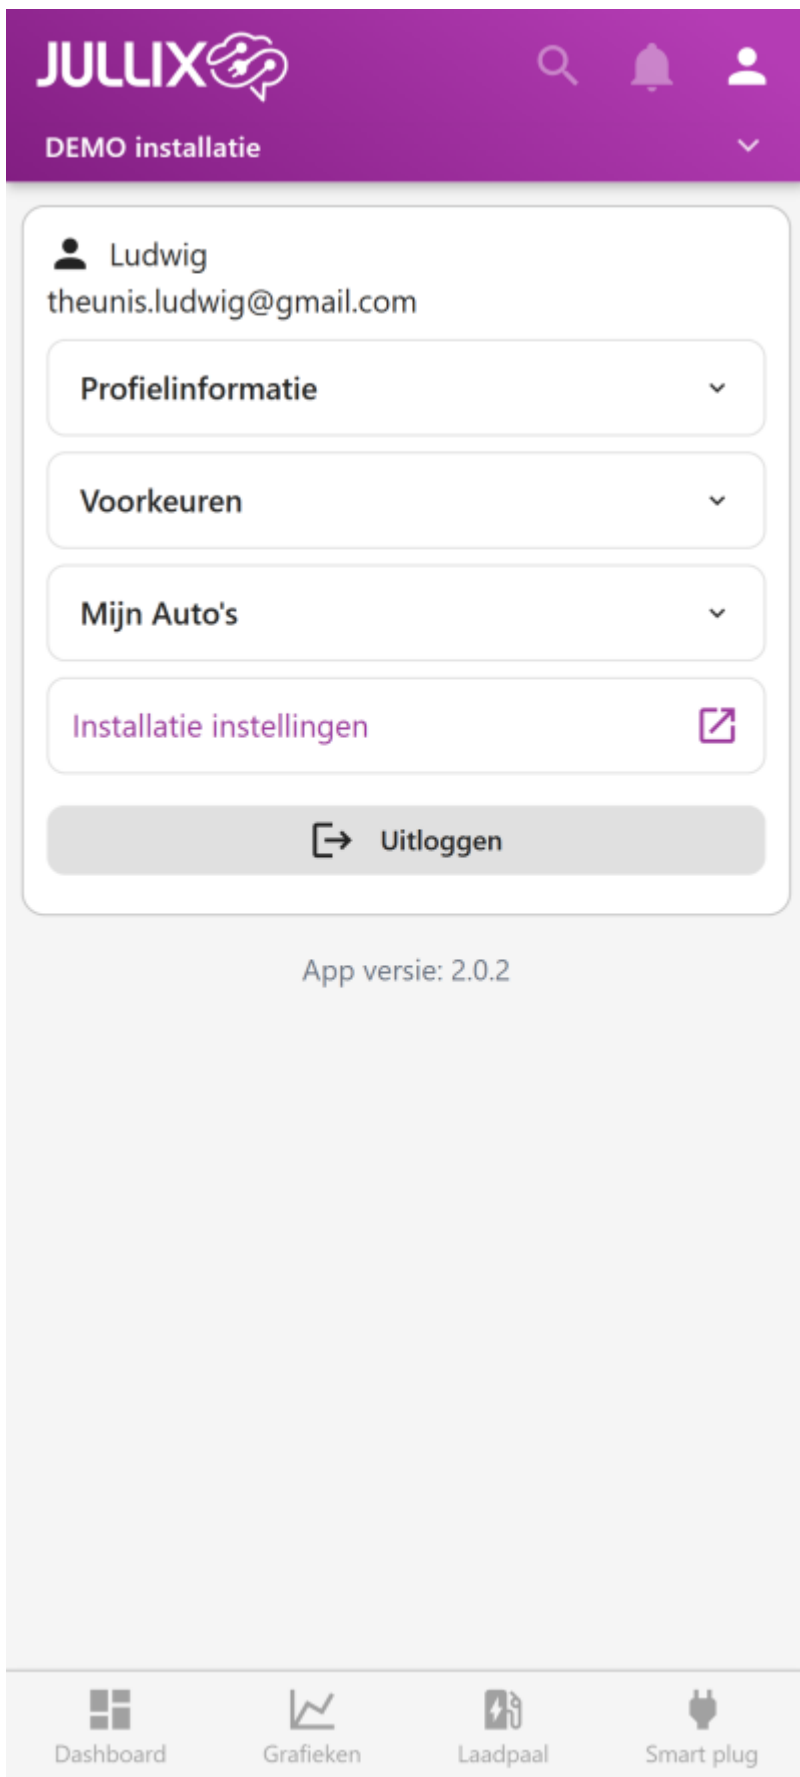 JULLIX
DEMO installatie
Ludwig
theunis.ludwig@gmail.com
Profielinformatie
Voorkeuren
Mijn Auto's
Installatie instellingen
Uitloggen
App versie: 2.0.2
Dashboard Grafieken Laadpaal Smart plug